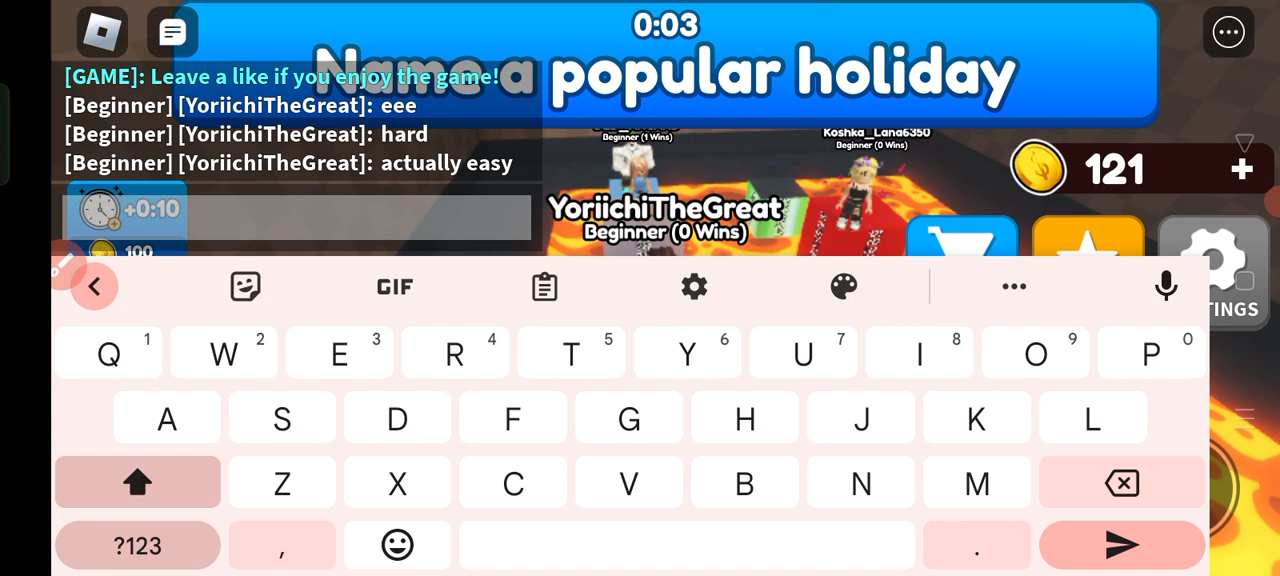 0:03
Name a popular holiday
[GAME]: Leave a like if you enjoy the game!
[Beginner] [YoriichiTheGreat]: eee
[Beginner] [YoriichiTheGreat]: hard
[Beginner] [YoriichiTheGreat]: actually easy
Beginner (1 Wins)
Koshka_Lana6350
Beginner (0 Wins)
121
+
+0:10
100
YoriichiTheGreat
Beginner (0 Wins)
TINGS
GIF
Q 1 W 2 E 3 R 4 T 5 Y 6 U 7 I 8 O 9 P 0
A S D F G H J K L
Z X C V B N M
?123 , .